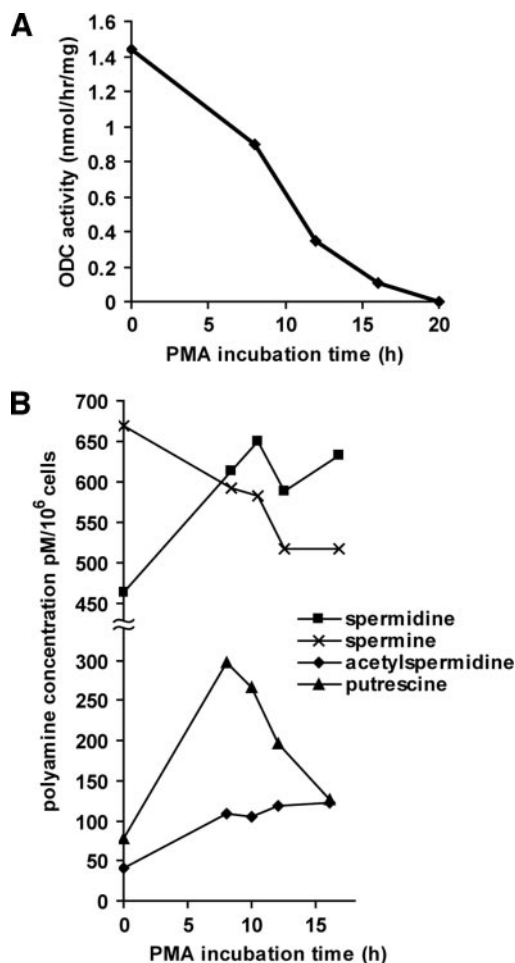 A
ODC activity (nmol/hr/mg)
1.6
1.4
1.2
1
0.8
0.6
0.4
0.2
0
0 5 10 15 20
PMA incubation time (h)
B
polyamine concentration pM/10⁶ cells
700
650
600
550
500
450
300
250
200
150
100
50
0
spermidine
spermine
acetylspermidine
putrescine
0 5 10 15
PMA incubation time (h)